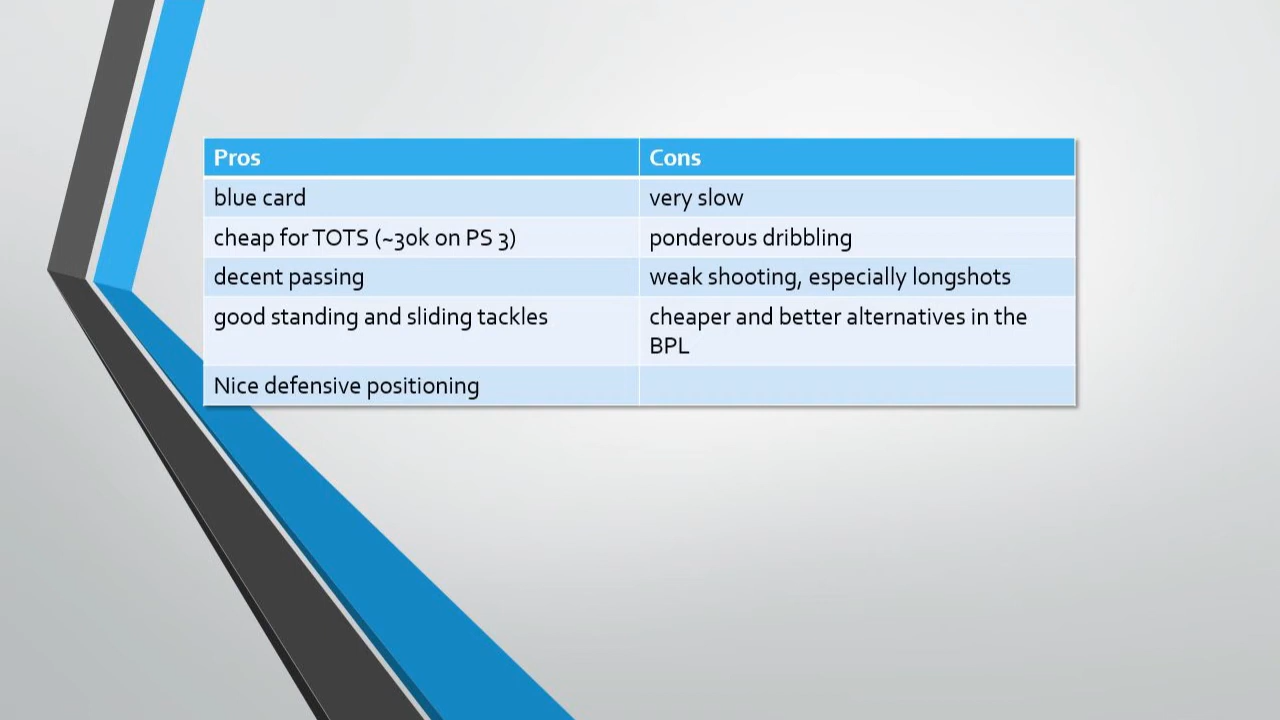 Pros
Cons
blue card
very slow
cheap for TOTS (~30k on PS 3)
ponderous dribbling
decent passing
weak shooting, especially longshots
good standing and sliding tackles
cheaper and better alternatives in the
BPL
Nice defensive positioning